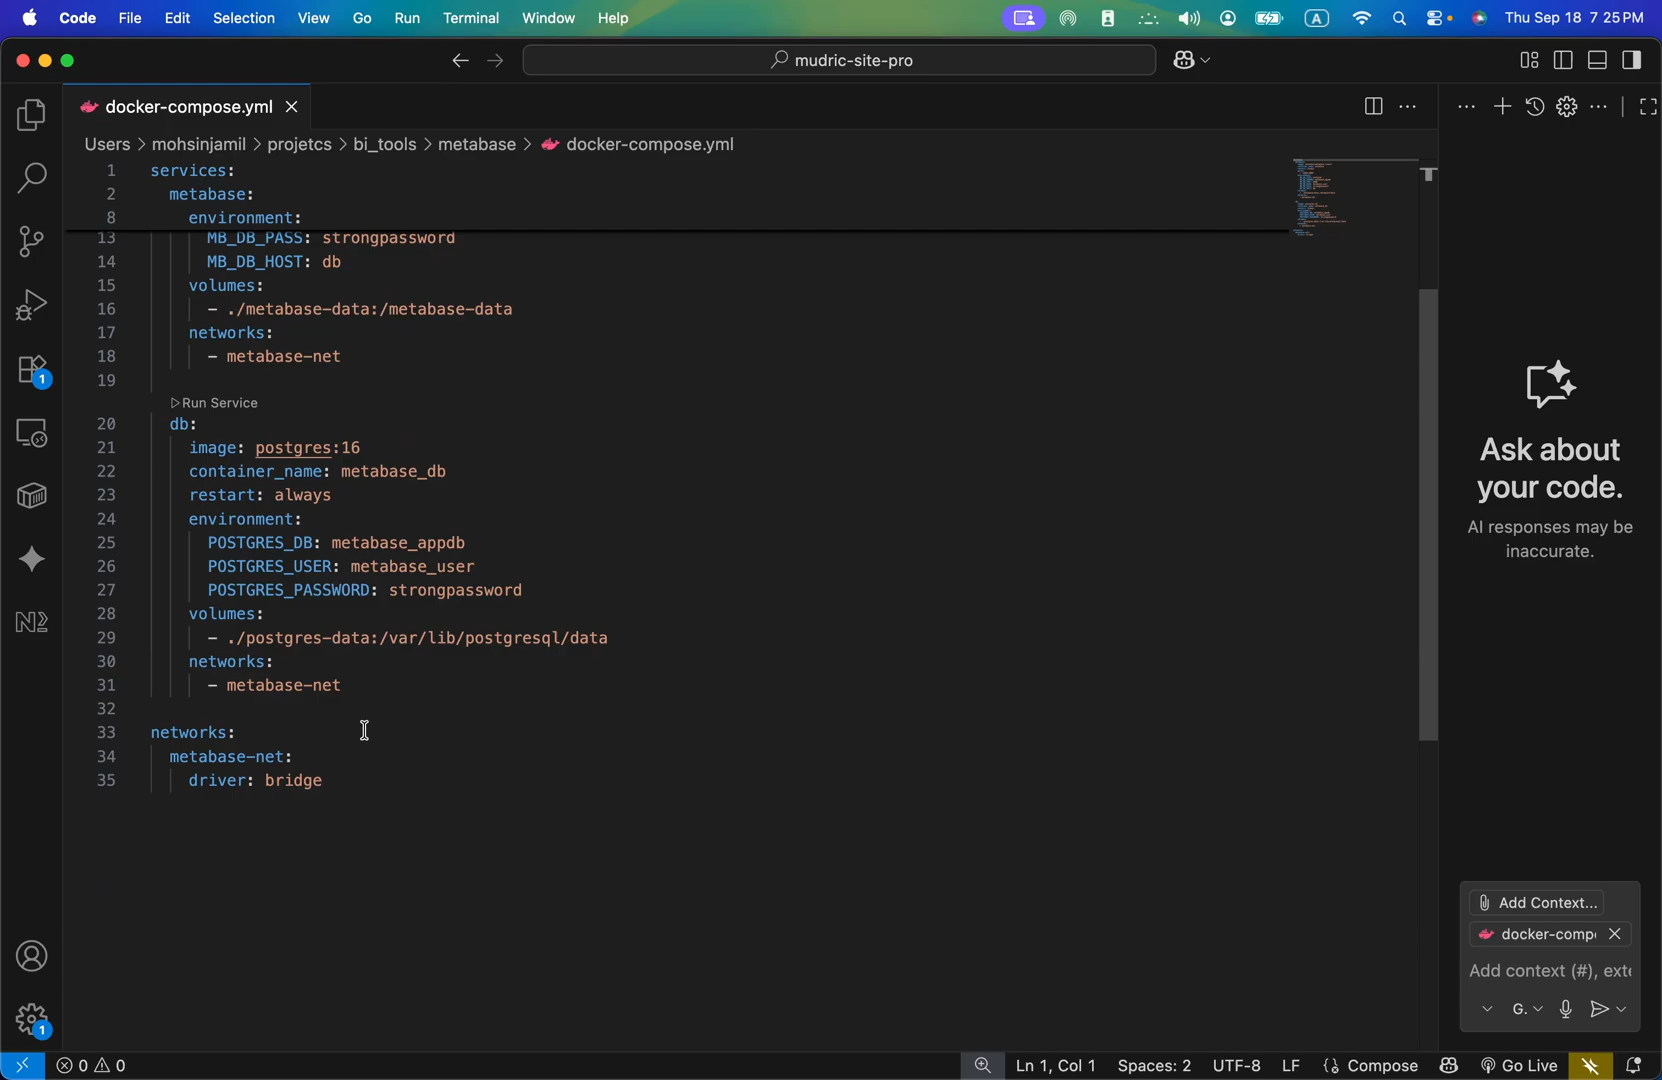 Code File Edit Selection View Go Run Terminal Window Help
A Thu Sep 18 7 25 PM
mudric-site-pro
docker-compose.yml
Users > mohsinjamil > projetcs > bi_tools > metabase > docker-compose.yml
1 services:
2 metabase:
8 environment:
13 MB_DB_PASS: strongpassword
14 MB_DB_HOST: db
15 volumes:
16 - ./metabase-data:/metabase-data
17 networks:
18 - metabase-net
19
Run Service
20 db:
21 image: postgres:16
22 container_name: metabase_db
23 restart: always
24 environment:
25 POSTGRES_DB: metabase_appdb
26 POSTGRES_USER: metabase_user
27 POSTGRES_PASSWORD: strongpassword
28 volumes:
29 - ./postgres-data:/var/lib/postgresql/data
30 networks:
31 - metabase-net
32
33 networks:
34 metabase-net:
35 driver: bridge
1
1
Ask about
your code.
AI responses may be
inaccurate.
Add Context...
docker-comp
Add context (#), exte
G.
0 0 Ln 1, Col 1 Spaces: 2 UTF-8 LF {} Compose Go Live